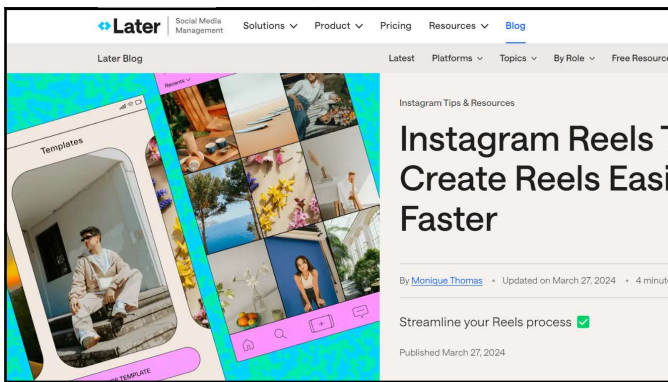 Later
Social Media
Management
Solutions
Product
Pricing
Resources
Blog
Later Blog
Latest
Platforms
Topics
By Role
Free Resource
Recents
Templates
TEMPLATE
Instagram Tips & Resources
Instagram Reels T
Create Reels Easi
Faster
By Monique Thomas • Updated on March 27, 2024 • 4 minut
Streamline your Reels process ✅
Published March 27, 2024